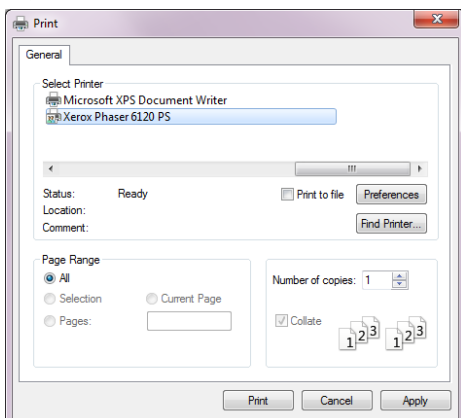 Print
General
Select Printer
Microsoft XPS Document Writer
Xerox Phaser 6120 PS
Status: Ready
Print to file
Preferences
Location:
Comment:
Find Printer...
Page Range
All
Selection
Current Page
Pages:
Number of copies: 1
Collate
1 2 3 1 2 3
Print Cancel Apply